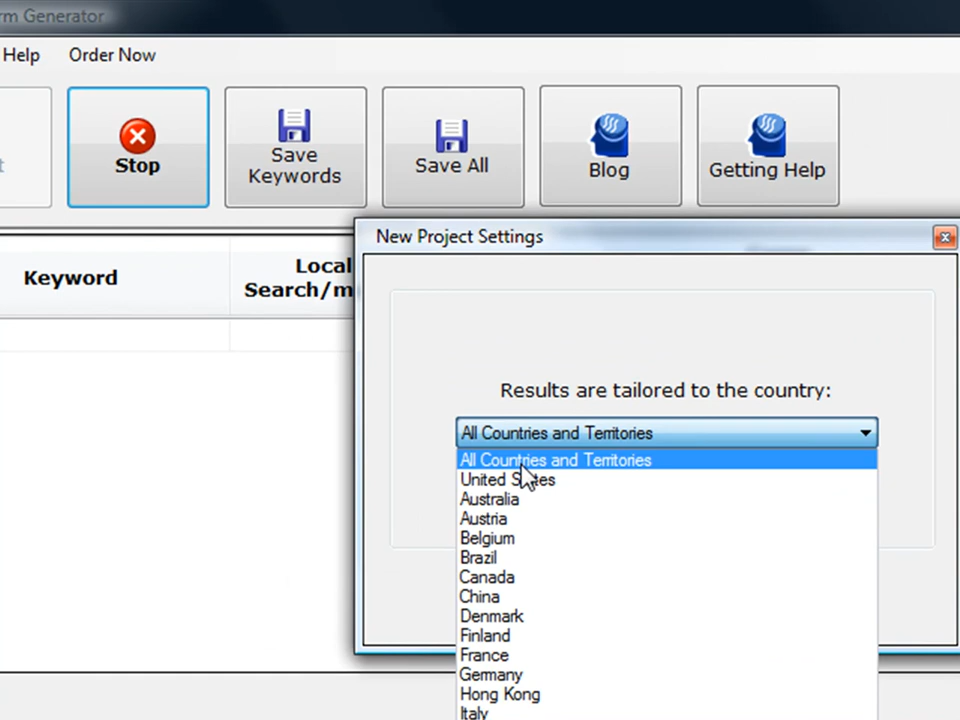 rm Generator
Help
Order Now
Stop
Save
Keywords
Save All
Blog
Getting Help
Keyword
Local
Search/m
New Project Settings
Results are tailored to the country:
All Countries and Territories
All Countries and Territories
United States
Australia
Austria
Belgium
Brazil
Canada
China
Denmark
Finland
France
Germany
Hong Kong
Italy